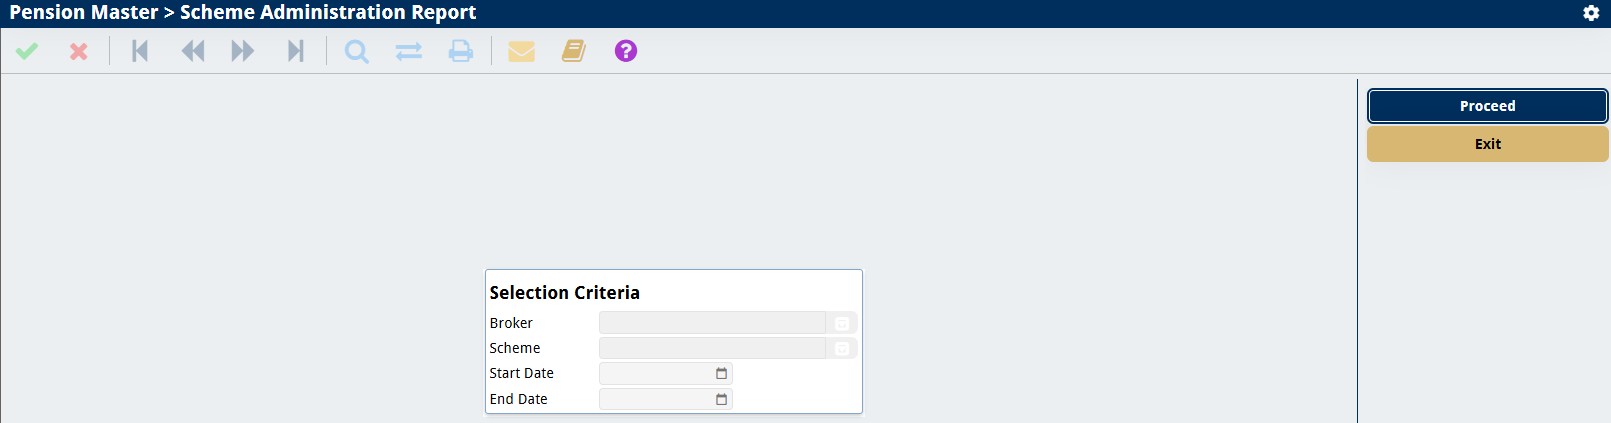 Pension Master > Scheme Administration Report
?
Proceed
Exit
Selection Criteria
Broker
Scheme
Start Date
End Date